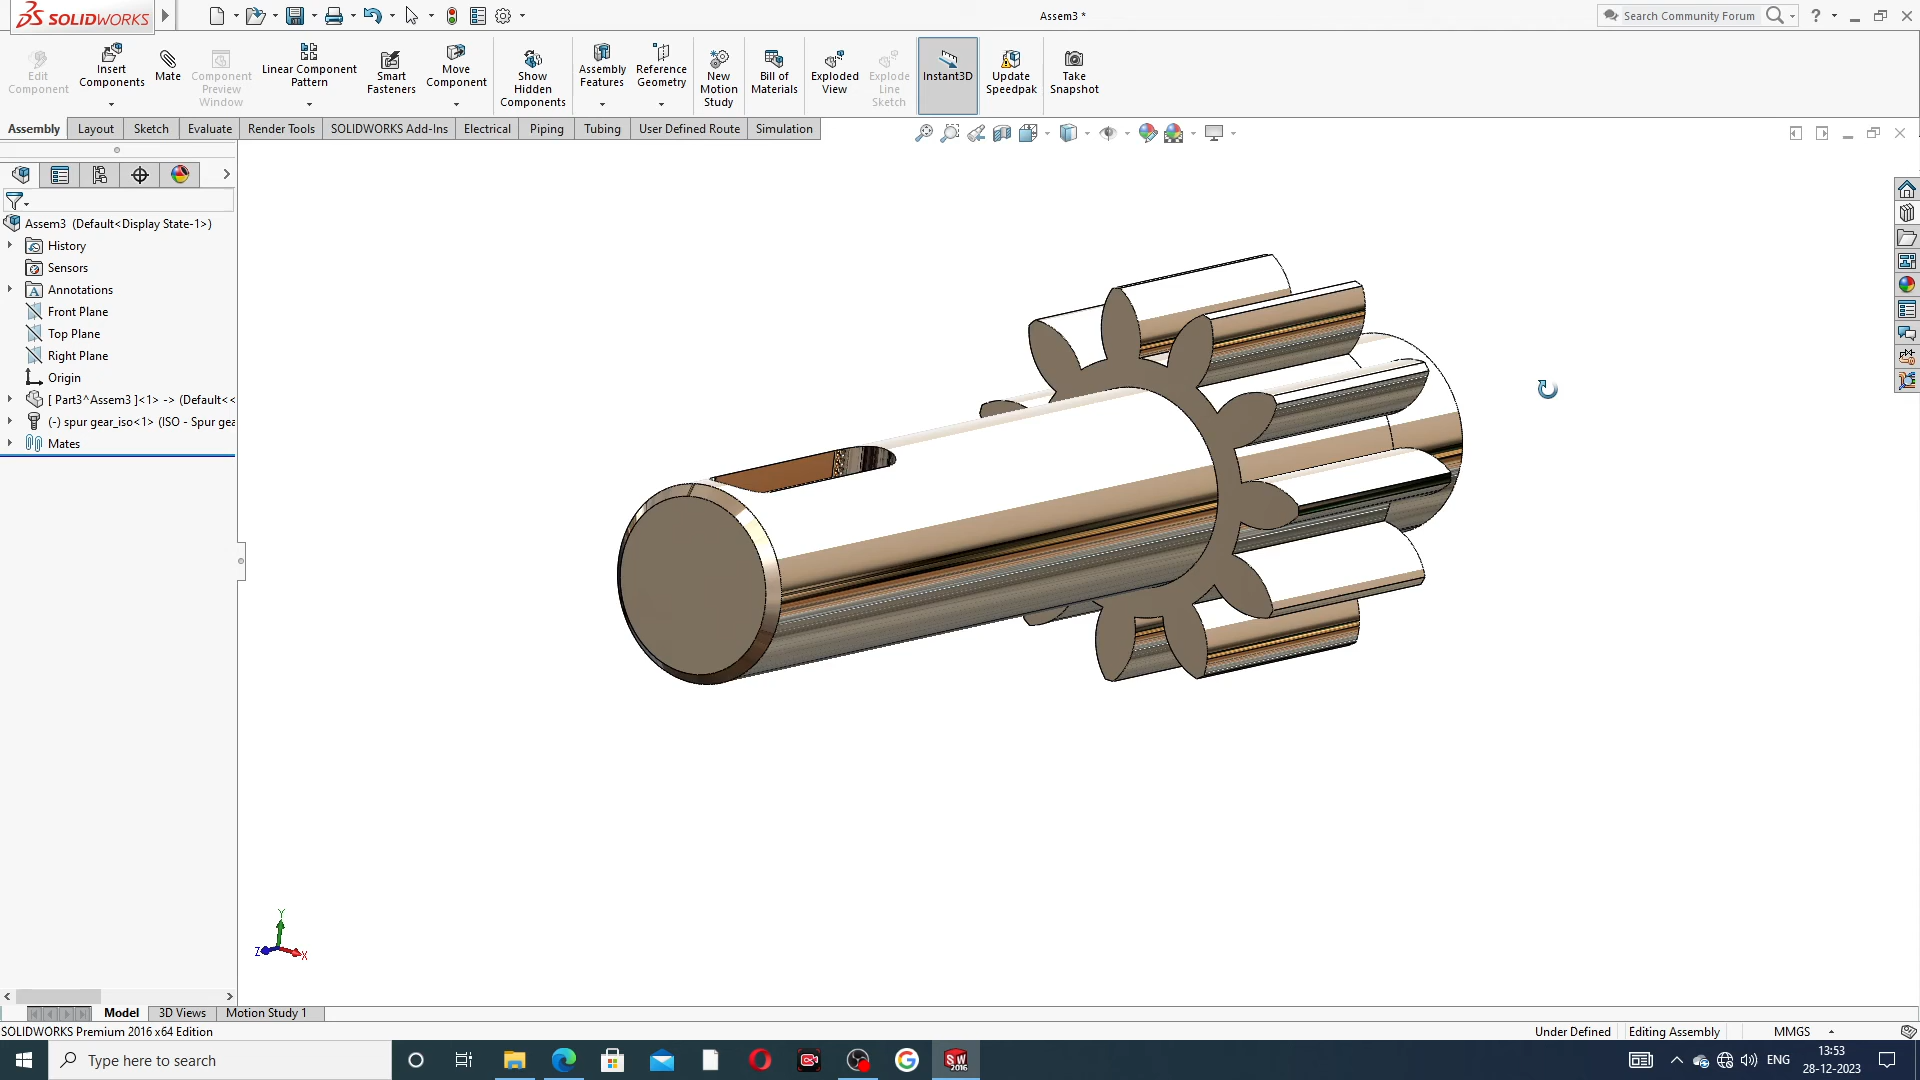 SOLIDWORKS
Assem3 *
Search Community Forum
Edit
Component
Insert
Components
Mate
Component
Preview
Window
Linear Component
Pattern
Smart
Fasteners
Move
Component
Show
Hidden
Components
Assembly
Features
Reference
Geometry
New
Motion
Study
Bill of
Materials
Exploded
View
Explode
Line
Sketch
Instant3D
Update
Speedpak
Take
Snapshot
Assembly
Layout
Sketch
Evaluate
Render Tools
SOLIDWORKS Add-Ins
Electrical
Piping
Tubing
User Defined Route
Simulation
Assem3 (Default<Display State-1>)
History
Sensors
Annotations
Front Plane
Top Plane
Right Plane
Origin
[ Part3^Assem3 ]<1> -> (Default<<
(-) spur gear_iso<1> (ISO - Spur gea
Mates
Y
Z
X
Model
3D Views
Motion Study 1
SOLIDWORKS Premium 2016 x64 Edition
Under Defined
Editing Assembly
MMGS
Type here to search
SW
2016
ENG
13:53
28-12-2023